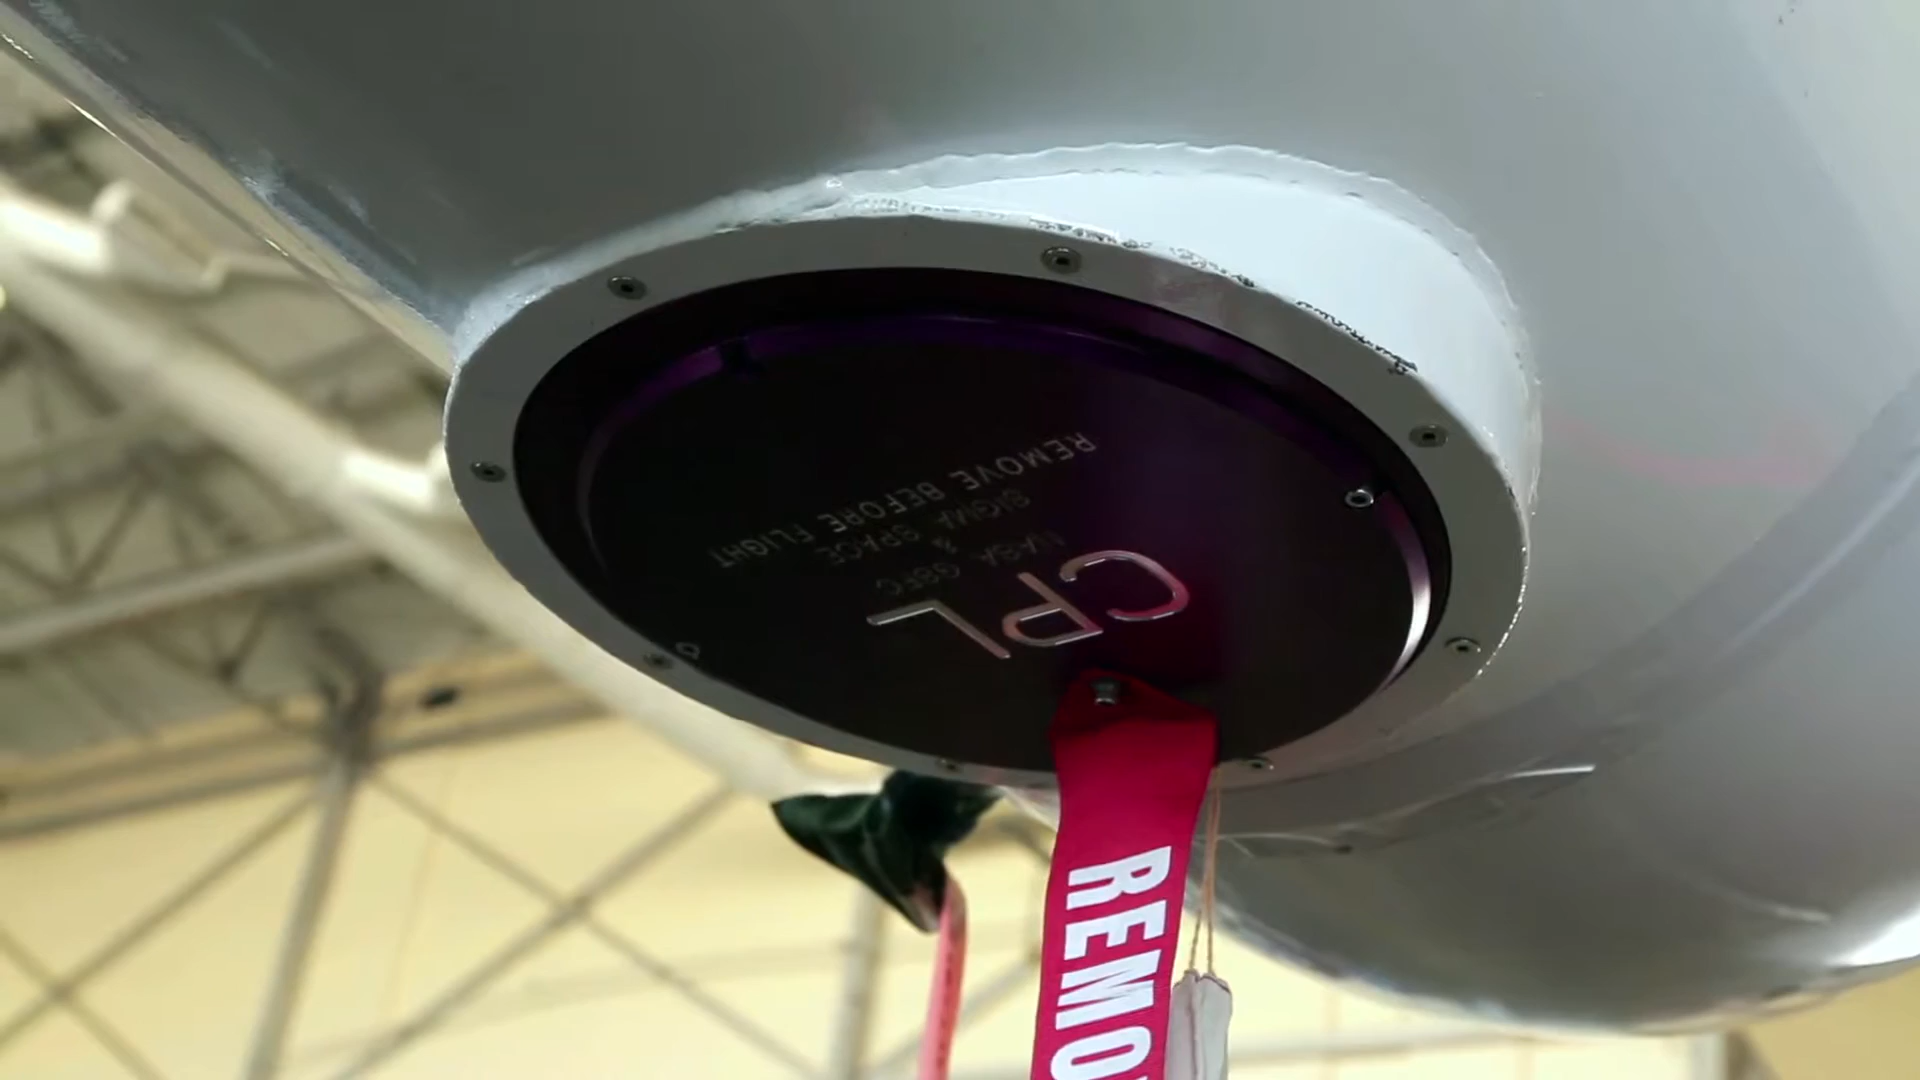 CPL
NASA GSFC
& 
SIGMA SPACE
REMOVE BEFORE FLIGHT
REMO